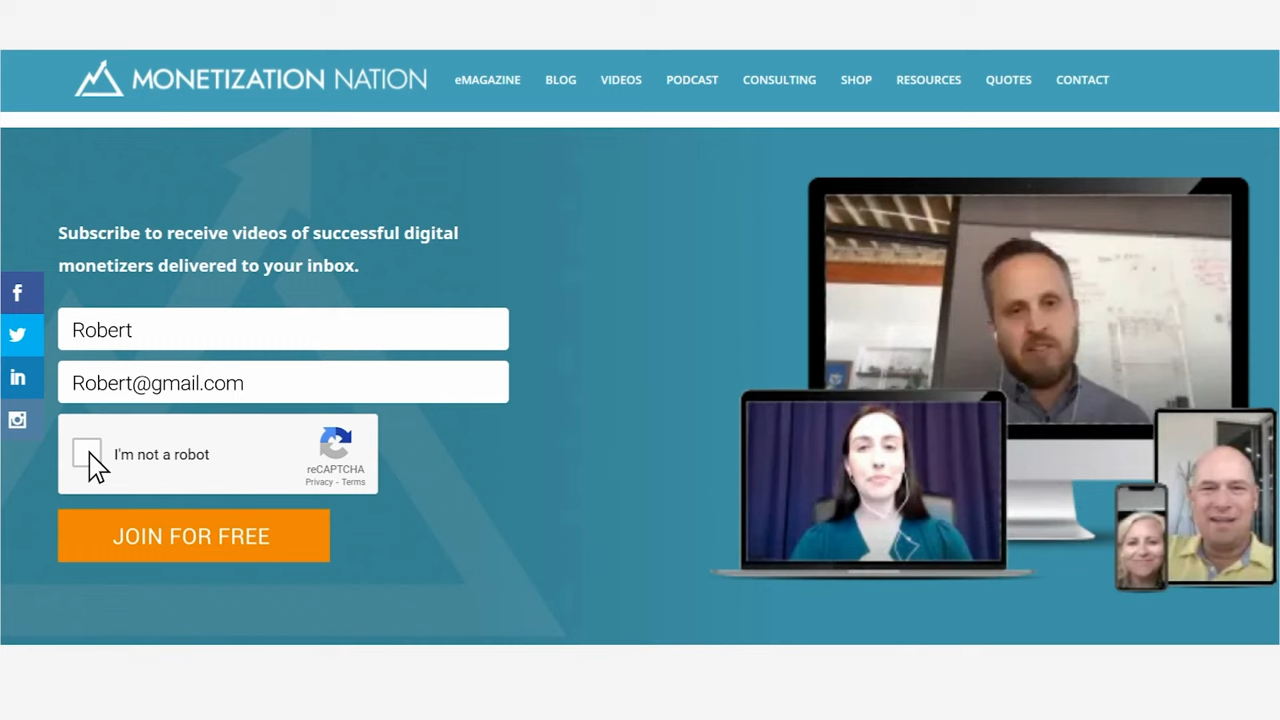 MONETIZATION NATION
eMAGAZINE
BLOG
VIDEOS
PODCAST
CONSULTING
SHOP
RESOURCES
QUOTES
CONTACT
Subscribe to receive videos of successful digital
monetizers delivered to your inbox.
Robert
Robert@gmail.com
I'm not a robot
reCAPTCHA
Privacy - Terms
JOIN FOR FREE